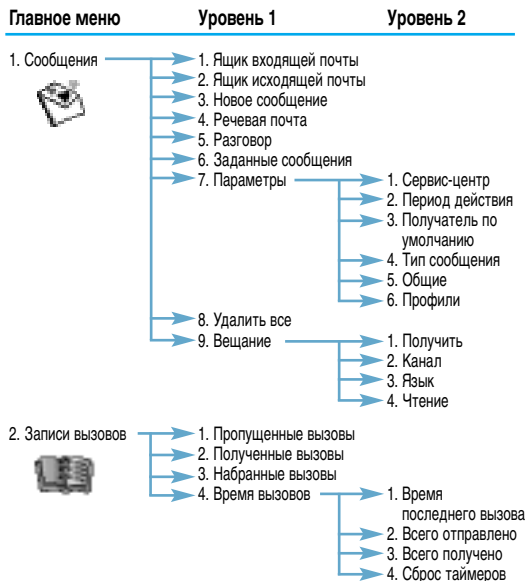 Главное меню Уровень 1 Уровень 2
1. Сообщения 1. Ящик входящей почты
2. Ящик исходящей почты
3. Новое сообщение
4. Речевая почта
5. Разговор
6. Заданные сообщения
7. Параметры 1. Сервис-центр
2. Период действия
3. Получатель по
умолчанию
4. Тип сообщения
5. Общие
6. Профили
8. Удалить все
9. Вещание 1. Получить
2. Канал
3. Язык
4. Чтение
2. Записи вызовов 1. Пропущенные вызовы
2. Полученные вызовы
3. Набранные вызовы
4. Время вызовов 1. Время
последнего вызова
2. Всего отправлено
3. Всего получено
4. Сброс таймеров